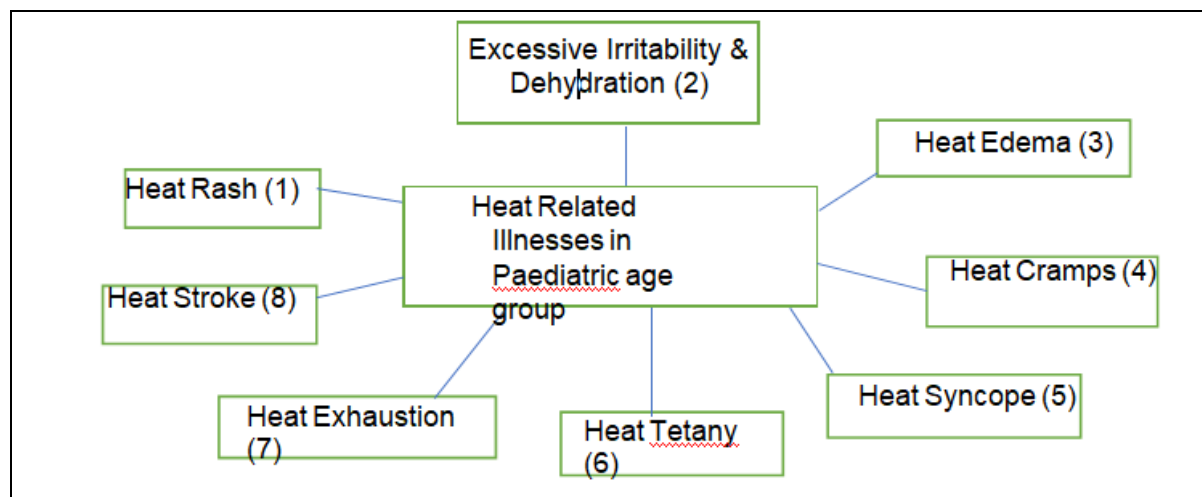 Excessive Irritability &
Dehydration (2)
Heat Edema (3)
Heat Rash (1)
Heat Related
Illnesses in
Paediatric age
group
Heat Cramps (4)
Heat Stroke (8)
Heat Syncope (5)
Heat Exhaustion
(7)
Heat Tetany
(6)